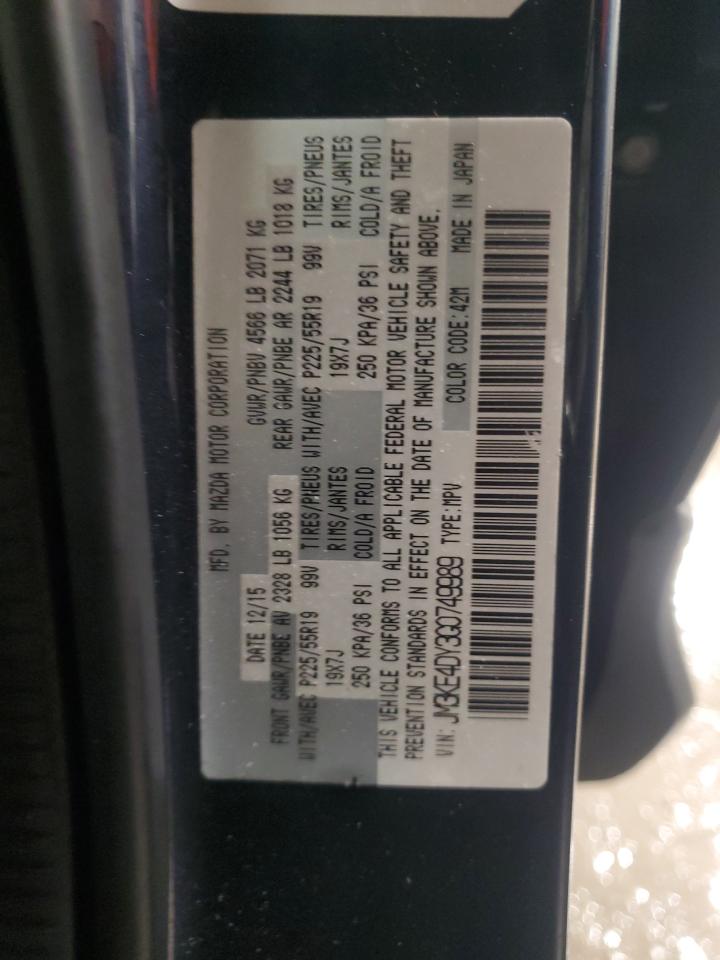 MFD. BY MAZDA MOTOR CORPORATION
DATE 12/15 GVWR/PNBV 4566 LB 2071 KG
FRONT GAWR/PNBE AV 2328 LB 1056 KG REAR GAWR/PNBE AR 2244 LB 1018 KG
WITH/AVEC P225/55R19 99V TIRES/PNEUS WITH/AVEC P225/55R19 99V TIRES/PNEUS
19X7J RIMS/JANTES 19X7J RIMS/JANTES
250 KPA/36 PSI COLD/A FROID 250 KPA/36 PSI COLD/A FROID
THIS VEHICLE CONFORMS TO ALL APPLICABLE FEDERAL MOTOR VEHICLE SAFETY AND THEFT
PREVENTION STANDARDS IN EFFECT ON THE DATE OF MANUFACTURE SHOWN ABOVE.
VIN: JM3KE4DY3G0749989 TYPE:MPV COLOR CODE:42M MADE IN JAPAN